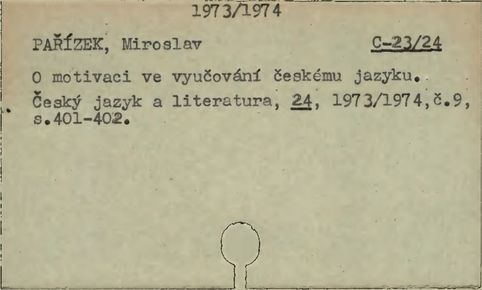 1973/1974
PAŘÍZEK, Miroslav C-23/24
O motivaci ve vyučování českému jazyku.
Český jazyk a literatura, 24, 1973/1974,č.9,
s.401-402.